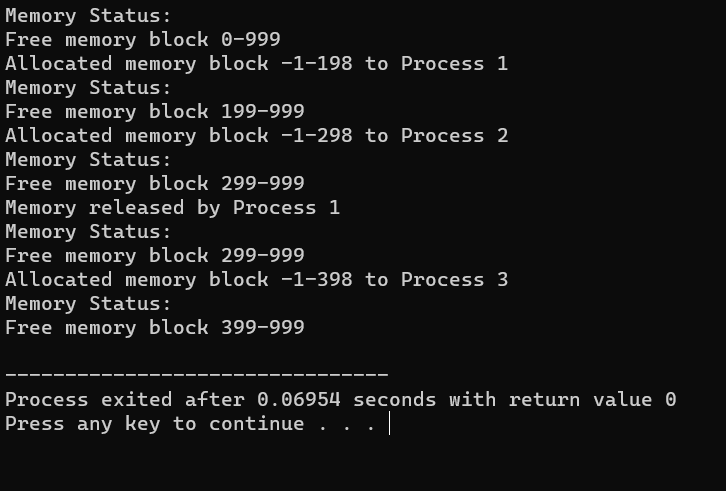 Memory Status:
Free memory block 0-999
Allocated memory block -1-198 to Process 1
Memory Status:
Free memory block 199-999
Allocated memory block -1-298 to Process 2
Memory Status:
Free memory block 299-999
Memory released by Process 1
Memory Status:
Free memory block 299-999
Allocated memory block -1-398 to Process 3
Memory Status:
Free memory block 399-999
--------------------------------
Process exited after 0.06954 seconds with return value 0
Press any key to continue . . .